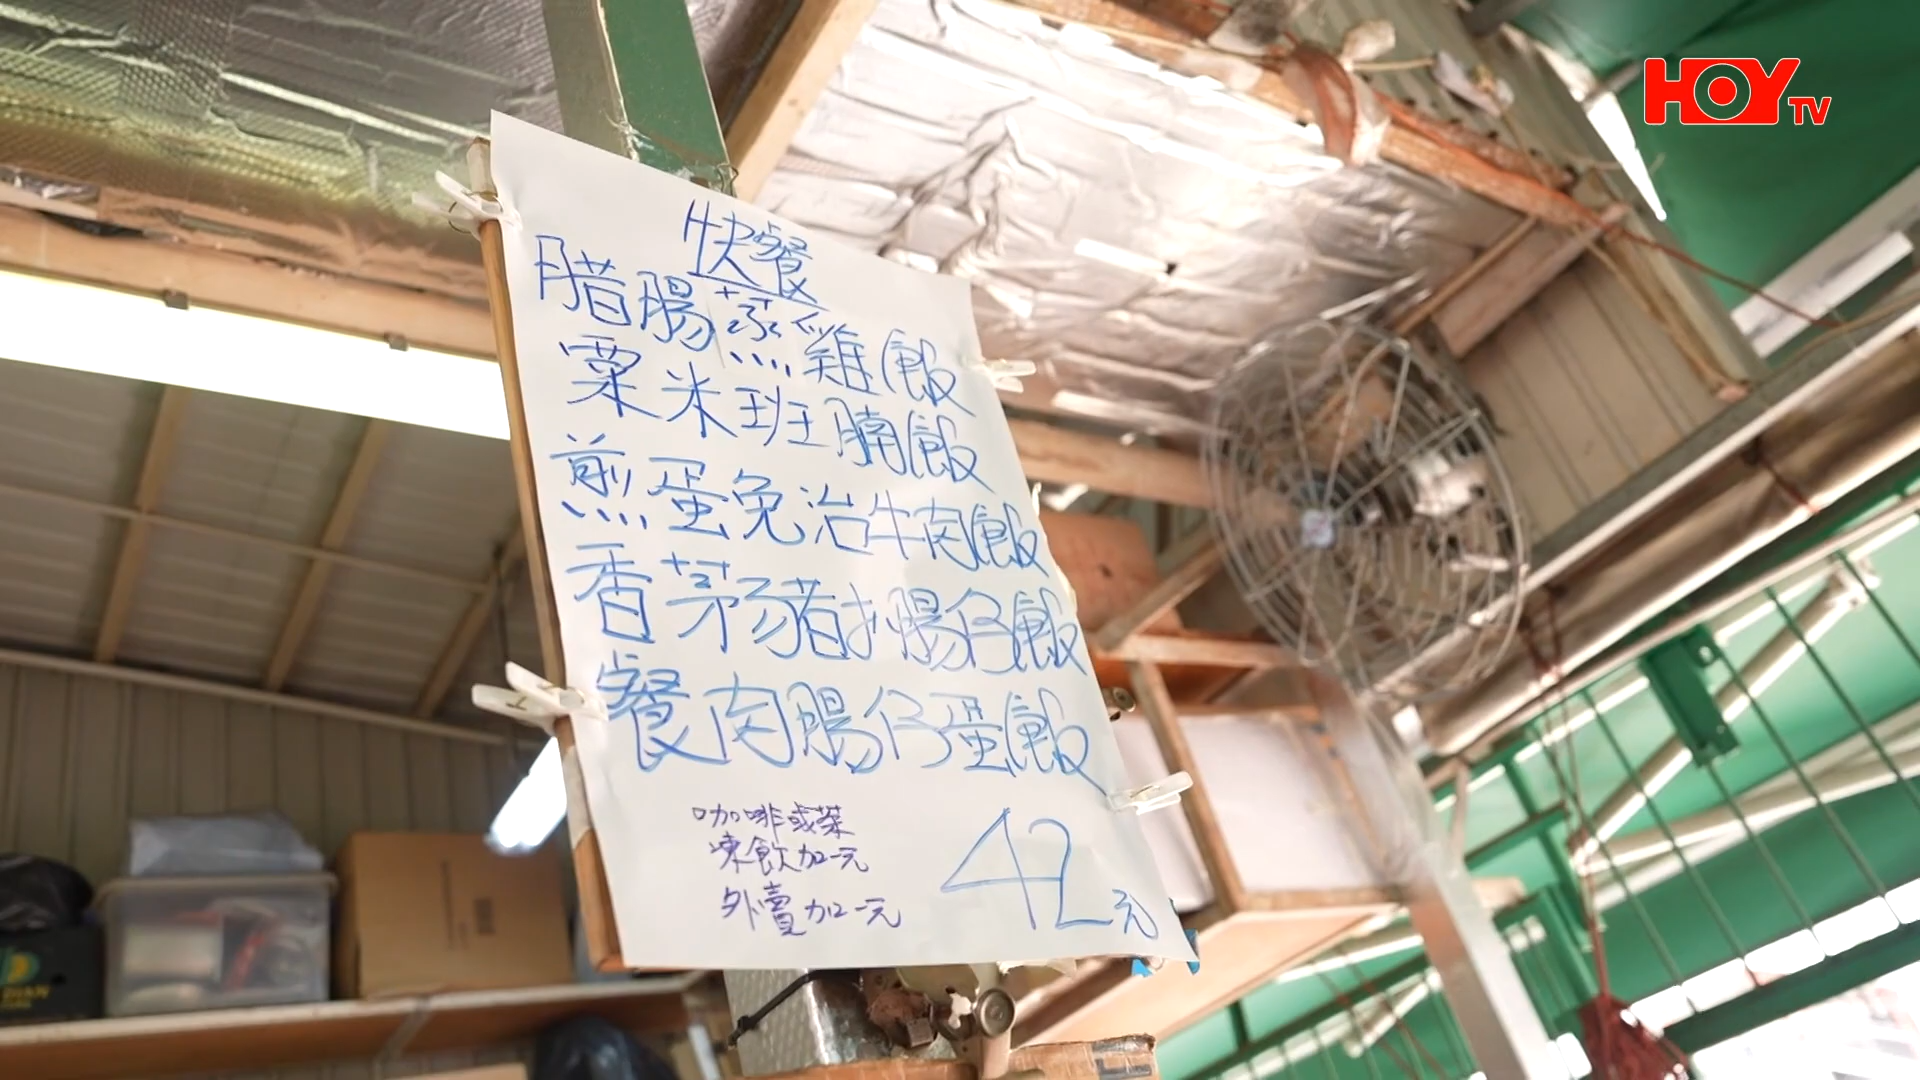 HOY TV
快餐
腊腸蒸雞飯
粟米班腩飯
煎蛋免治牛肉飯
香茅豬扒腸仔飯
餐肉腸仔蛋飯
咖啡或茶
凍飲加一元
外賣加一元
42元